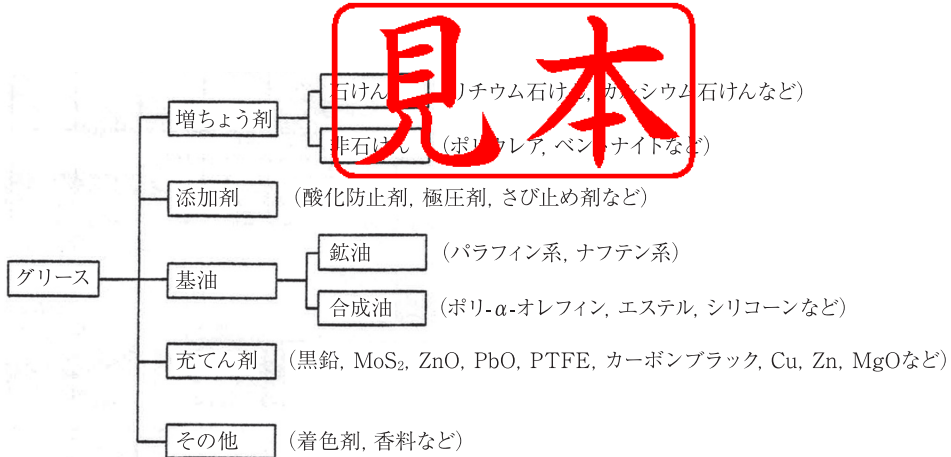 見本
石けん (リチウム石けん, カルシウム石けんなど)
増ちょう剤
非石けん (ポリウレア, ベントナイトなど)
添加剤 (酸化防止剤, 極圧剤, さび止め剤など)
鉱油 (パラフィン系, ナフテン系)
グリース
基油
合成油 (ポリ-α-オレフィン, エステル, シリコーンなど)
充てん剤 (黒鉛, MoS₂, ZnO, PbO, PTFE, カーボンブラック, Cu, Zn, MgOなど)
その他 (着色剤, 香料など)